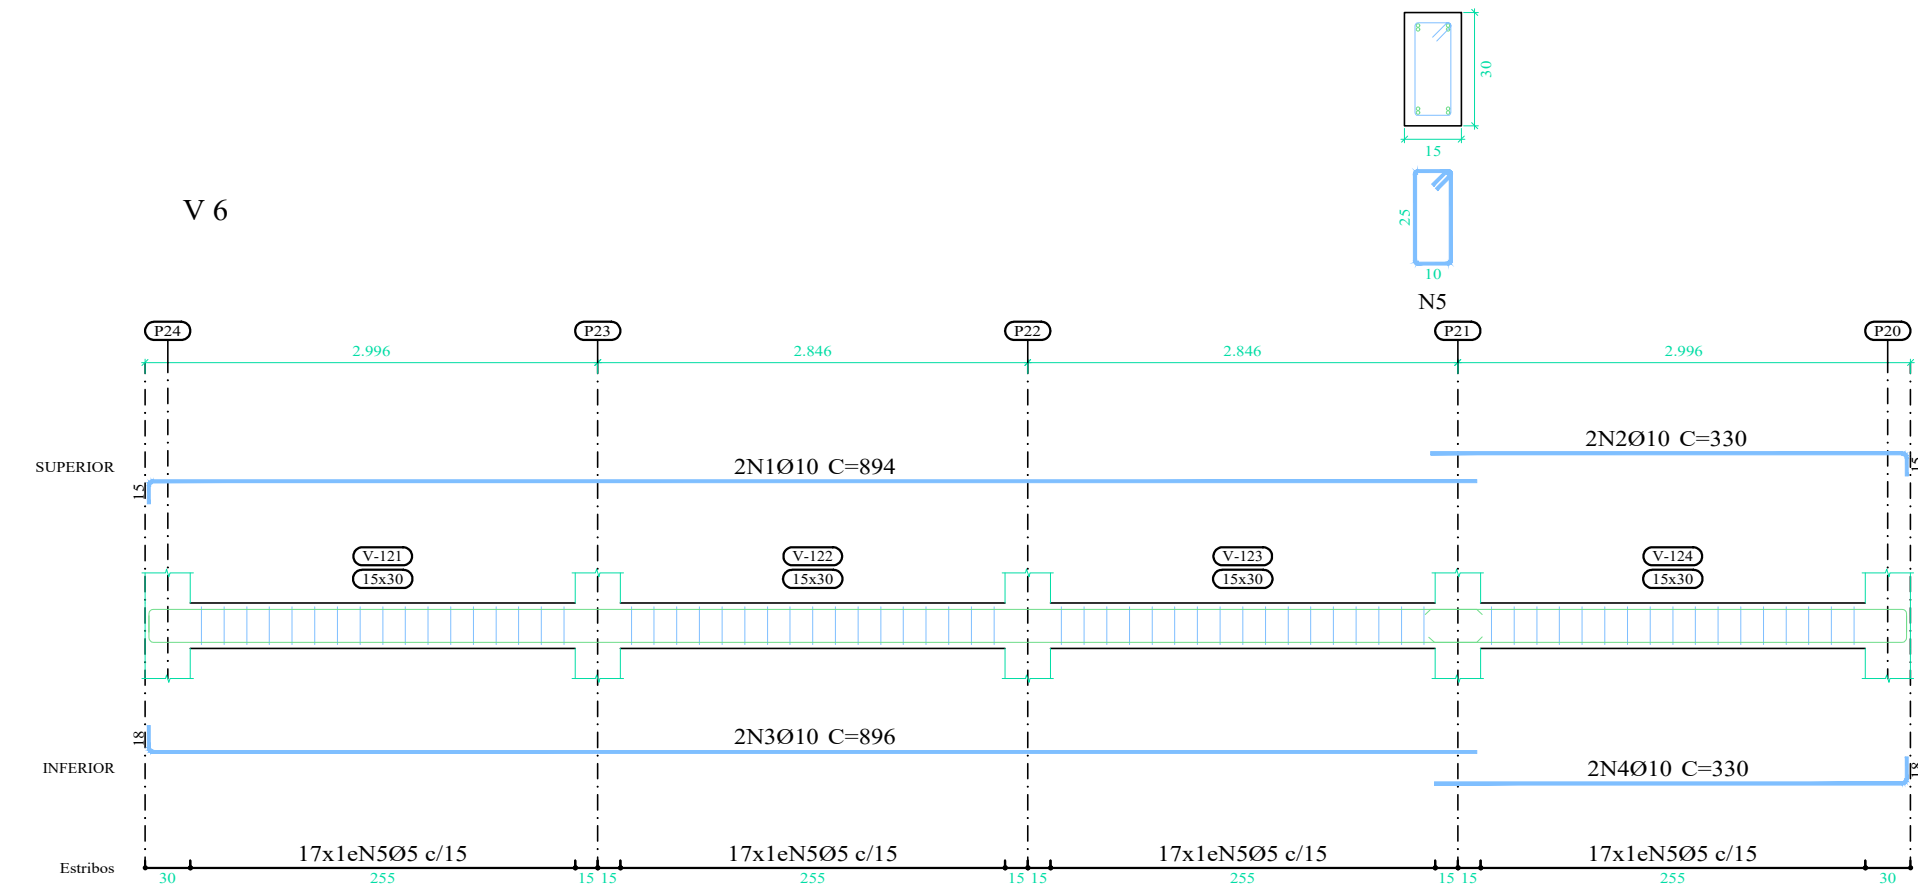 30
15
V 6
25
10
N5
P24 P23 P22 P21 P20
2.996 2.846 2.846 2.996
2N2Ø10 C=330
SUPERIOR 2N1Ø10 C=894 15
15
V-121 V-122 V-123 V-124
15x30 15x30 15x30 15x30
18 2N3Ø10 C=896
INFERIOR 2N4Ø10 C=330 18
17x1eN5Ø5 c/15 17x1eN5Ø5 c/15 17x1eN5Ø5 c/15 17x1eN5Ø5 c/15
Estribos
30 255 15 15 255 15 15 255 15 15 255 30